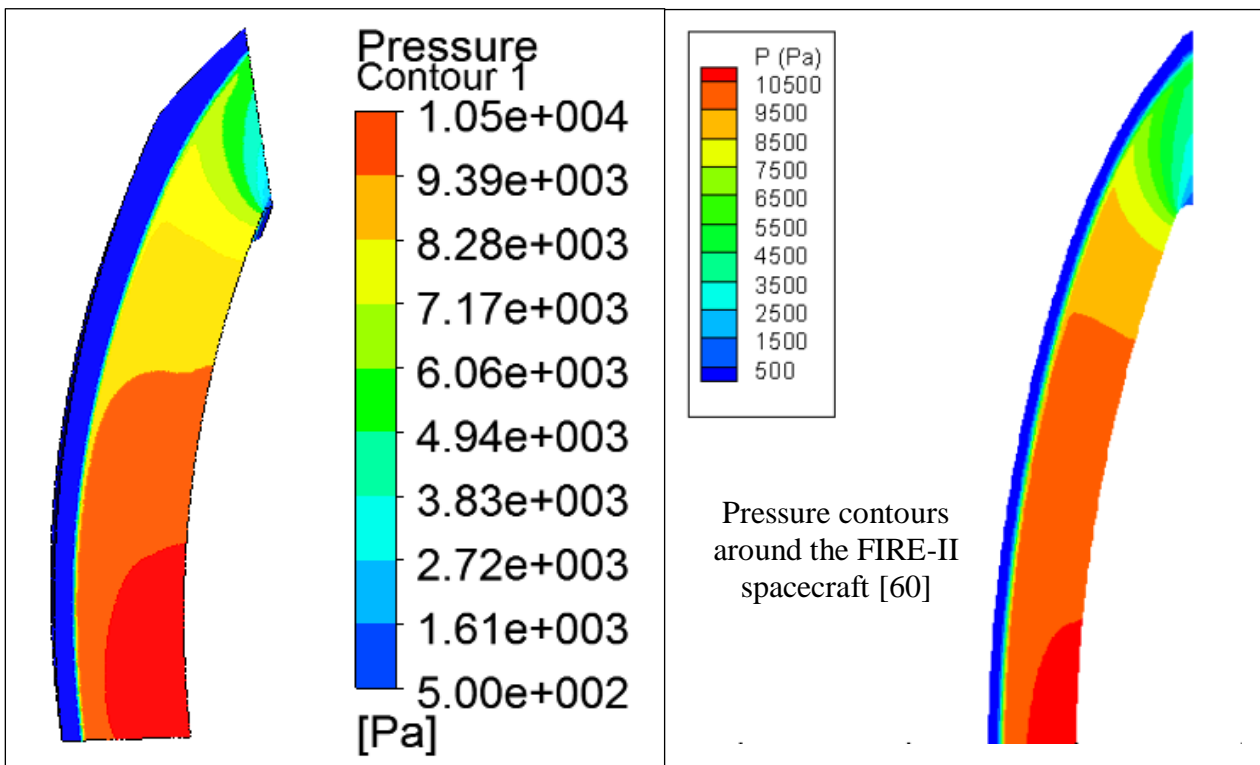 Pressure
Contour 1
1.05e+004
9.39e+003
8.28e+003
7.17e+003
6.06e+003
4.94e+003
3.83e+003
2.72e+003
1.61e+003
5.00e+002
[Pa]
P (Pa)
10500
9500
8500
7500
6500
5500
4500
3500
2500
1500
500
Pressure contours
around the FIRE-II
spacecraft [60]